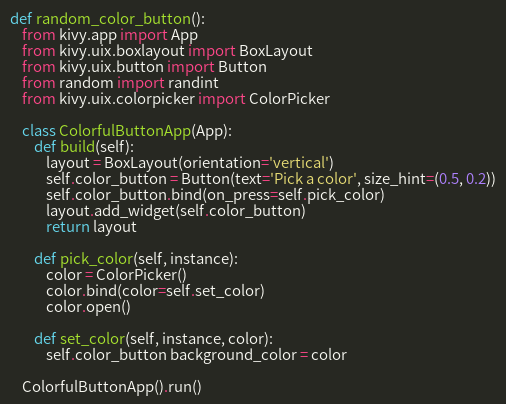 def random_color_button():
    from kivy.app import App
    from kivy.uix.boxlayout import BoxLayout
    from kivy.uix.button import Button
    from random import randint
    from kivy.uix.colorpicker import ColorPicker

    class ColorfulButtonApp(App):
        def build(self):
            layout = BoxLayout(orientation='vertical')
            self.color_button = Button(text='Pick a color', size_hint=(0.5, 0.2))
            self.color_button.bind(on_press=self.pick_color)
            layout.add_widget(self.color_button)
            return layout

        def pick_color(self, instance):
            color = ColorPicker()
            color.bind(color=self.set_color)
            color.open()

        def set_color(self, instance, color):
            self.color_button background_color = color

    ColorfulButtonApp().run()